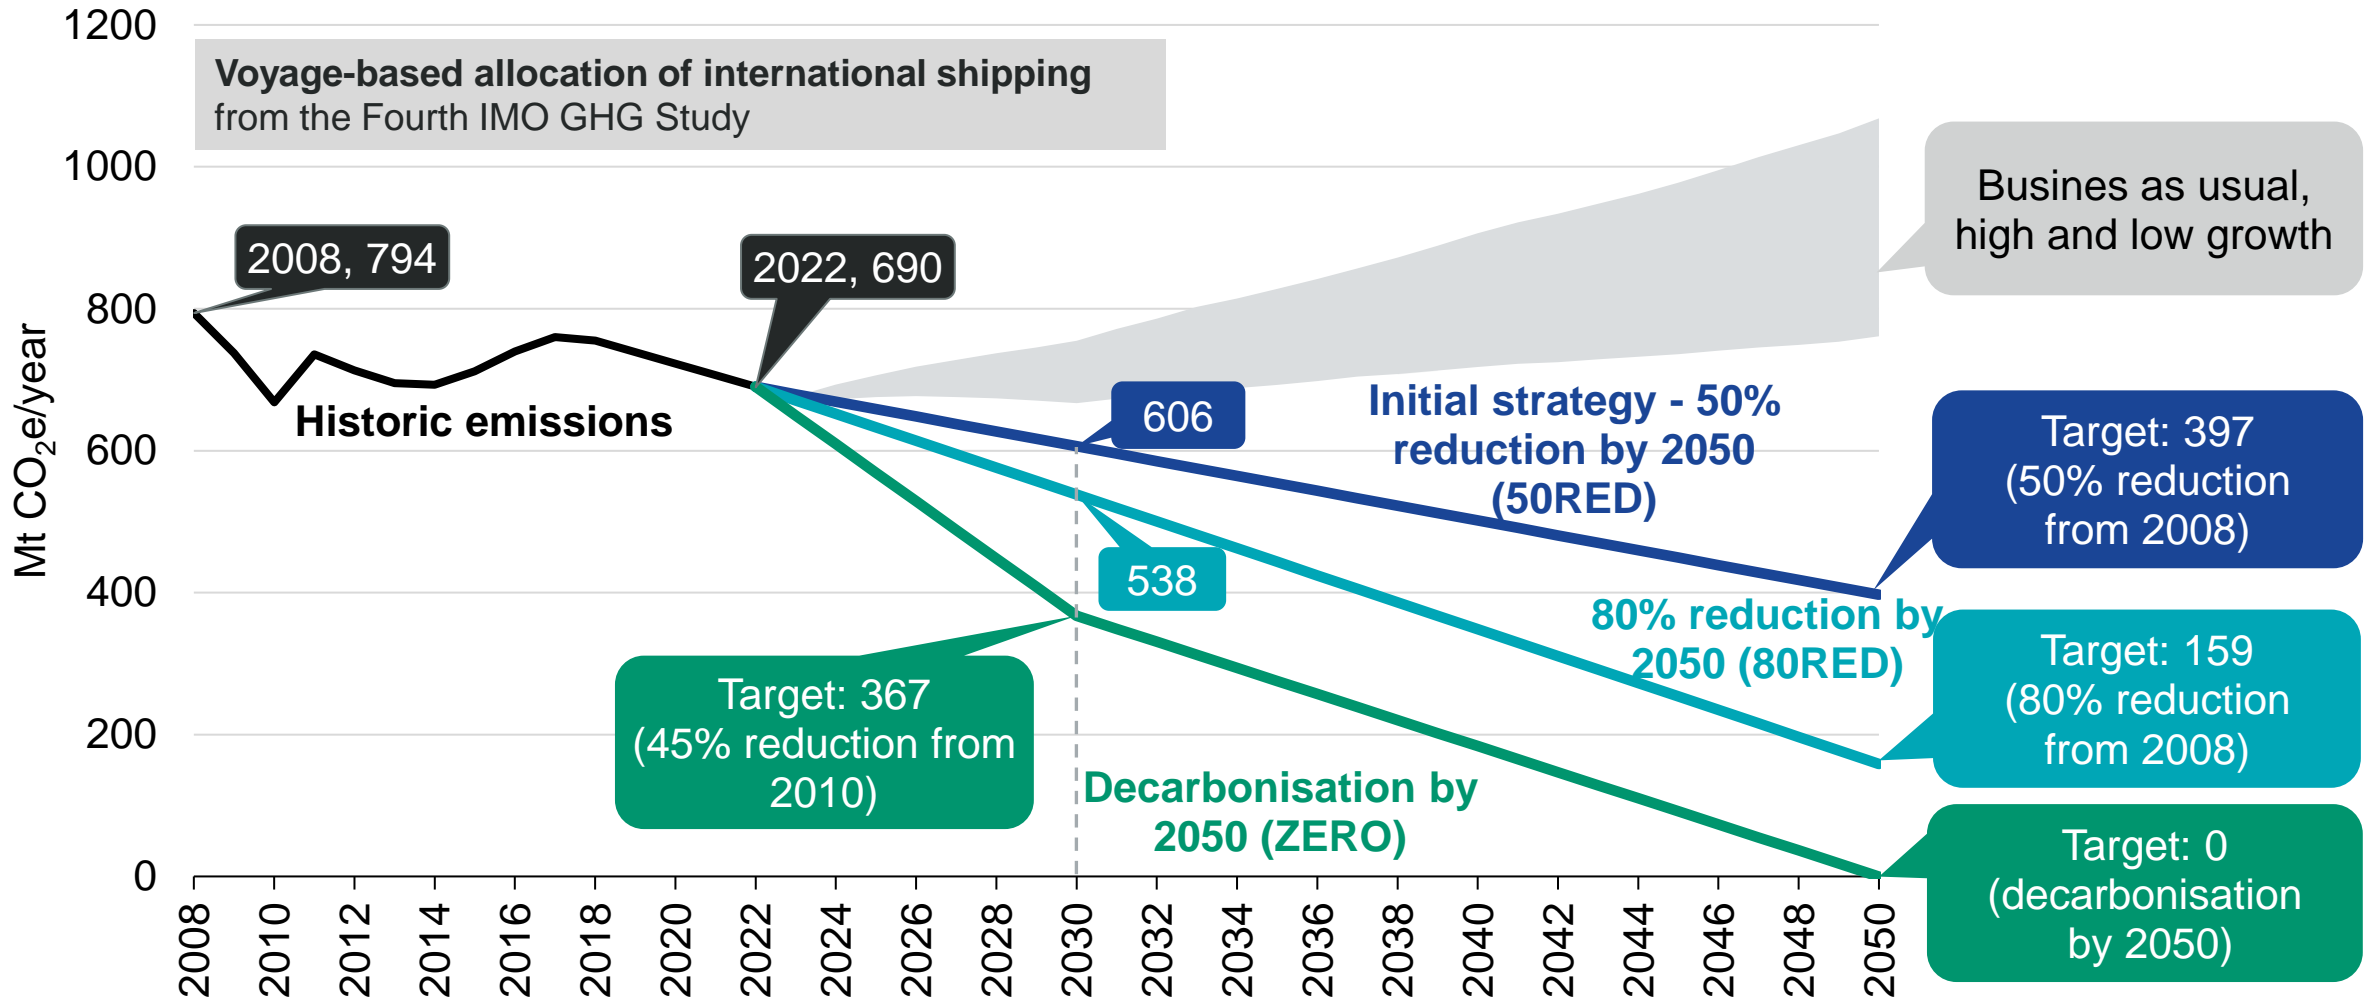 1200
1000
800
600
400
200
0
Mt CO₂e/year
Voyage-based allocation of international shipping
from the Fourth IMO GHG Study
2008, 794
2022, 690
Historic emissions
Busines as usual,
high and low growth
606
Initial strategy - 50%
reduction by 2050
(50RED)
Target: 397
(50% reduction
from 2008)
538
80% reduction by
2050 (80RED)
Target: 159
(80% reduction
from 2008)
Target: 367
(45% reduction from
2010)
Decarbonisation by
2050 (ZERO)
Target: 0
(decarbonisation
by 2050)
2008
2010
2012
2014
2016
2018
2020
2022
2024
2026
2028
2030
2032
2034
2036
2038
2040
2042
2044
2046
2048
2050